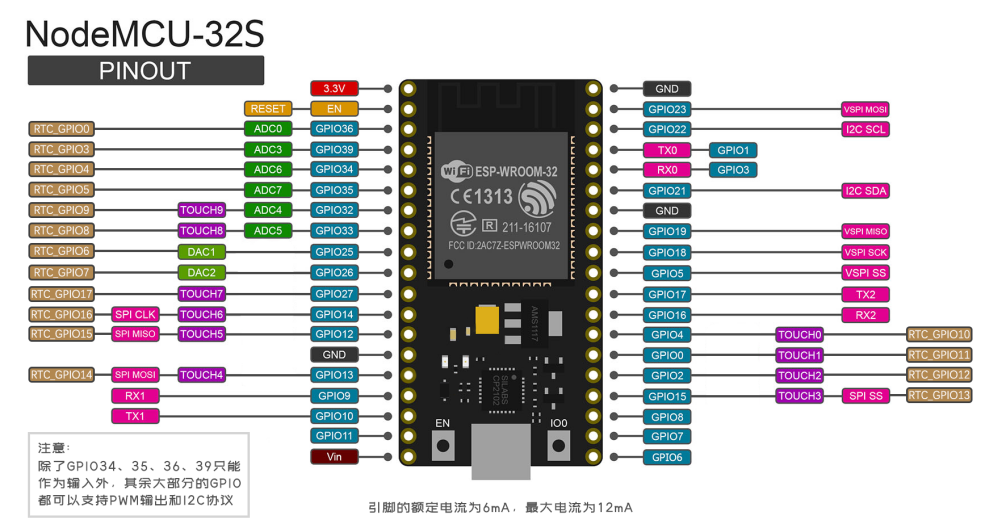 NodeMCU-32S
PINOUT
3.3V GND
RESET EN GPIO23 VSPI MOSI
RTC_GPIO0 ADC0 GPIO36 GPIO22 I2C SCL
RTC_GPIO3 ADC3 GPIO39 TX0 GPIO1
RTC_GPIO4 ADC6 GPIO34 RX0 GPIO3
RTC_GPIO5 ADC7 GPIO35 GPIO21 I2C SDA
RTC_GPIO9 TOUCH9 ADC4 GPIO32 GND
RTC_GPIO8 TOUCH8 ADC5 GPIO33 GPIO19 VSPI MISO
RTC_GPIO6 DAC1 GPIO25 GPIO18 VSPI SCK
RTC_GPIO7 DAC2 GPIO26 GPIO5 VSPI SS
RTC_GPIO17 TOUCH7 GPIO27 GPIO17 TX2
RTC_GPIO16 SPI CLK TOUCH6 GPIO14 GPIO16 RX2
RTC_GPIO15 SPI MISO TOUCH5 GPIO12 GPIO4 TOUCH0 RTC_GPIO10
GND GPIO0 TOUCH1 RTC_GPIO11
RTC_GPIO14 SPI MOSI TOUCH4 GPIO13 GPIO2 TOUCH2 RTC_GPIO12
RX1 GPIO9 GPIO15 TOUCH3 SPI SS RTC_GPIO13
TX1 GPIO10 GPIO8
GPIO11 GPIO7
Vin GPIO6
WiFi ESP-WROOM-32
CE1313
R 211-16107
FCC ID:2AC7Z-ESPWROOM32
AMS1117
SILABS
CP2102
EN IO0
注意：
除了GPIO34、35、36、39只能
作为输入外，其余大部分的GPIO
都可以支持PWM输出和I2C协议
引脚的额定电流为6mA，最大电流为12mA